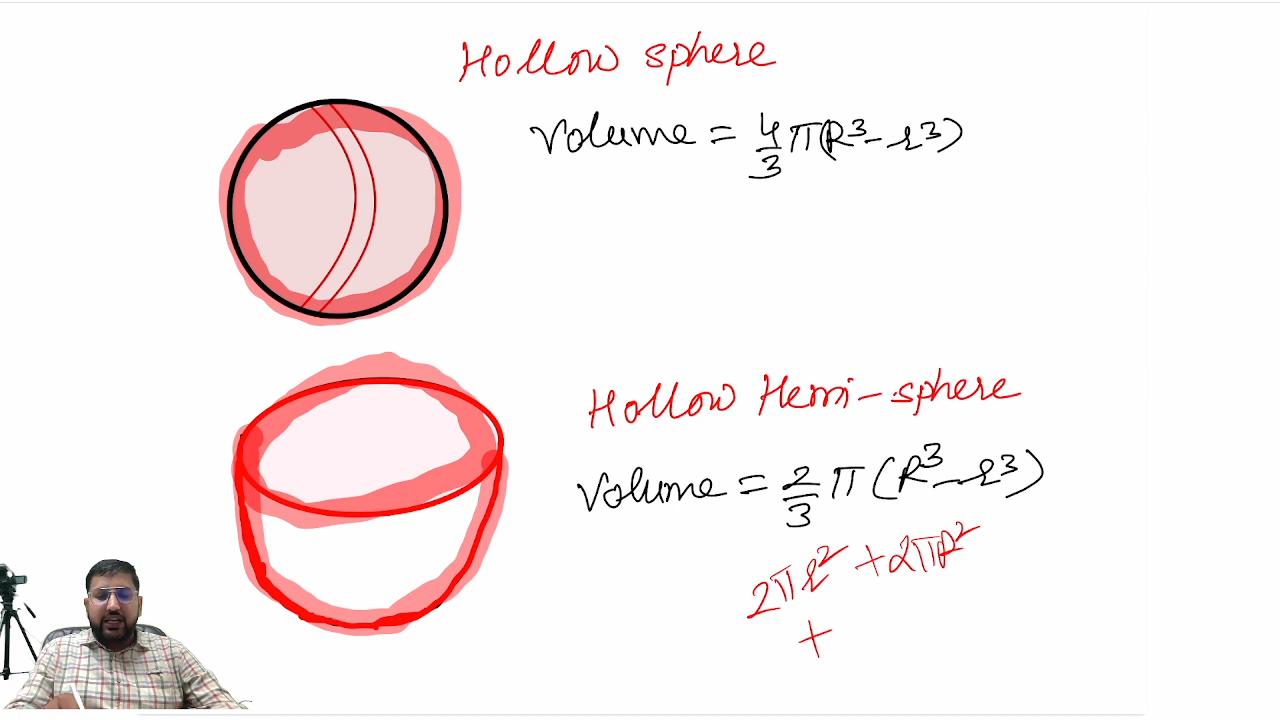 Hollow sphere
Volume = 4/3 π(R³ - r³)
Hollow Hemi-sphere
Volume = 2/3 π (R³ - r³)
2πr² + 2πR²
+